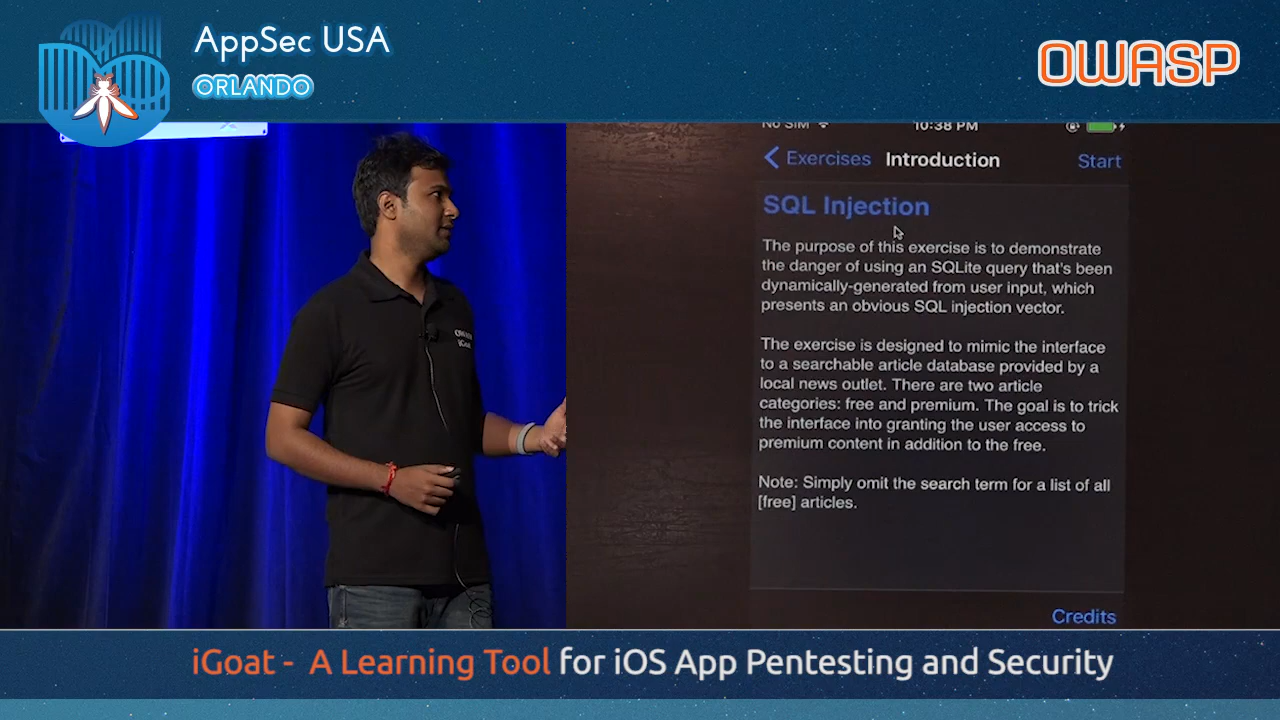 AppSec USA
ORLANDO
OWASP
No SIM
10:38 PM
Exercises
Introduction
Start
SQL Injection
The purpose of this exercise is to demonstrate
the danger of using an SQLite query that's been
dynamically-generated from user input, which
presents an obvious SQL injection vector.
The exercise is designed to mimic the interface
to a searchable article database provided by a
local news outlet. There are two article
categories: free and premium. The goal is to trick
the interface into granting the user access to
premium content in addition to the free.
Note: Simply omit the search term for a list of all
[free] articles.
Credits
iGoat - A Learning Tool for iOS App Pentesting and Security